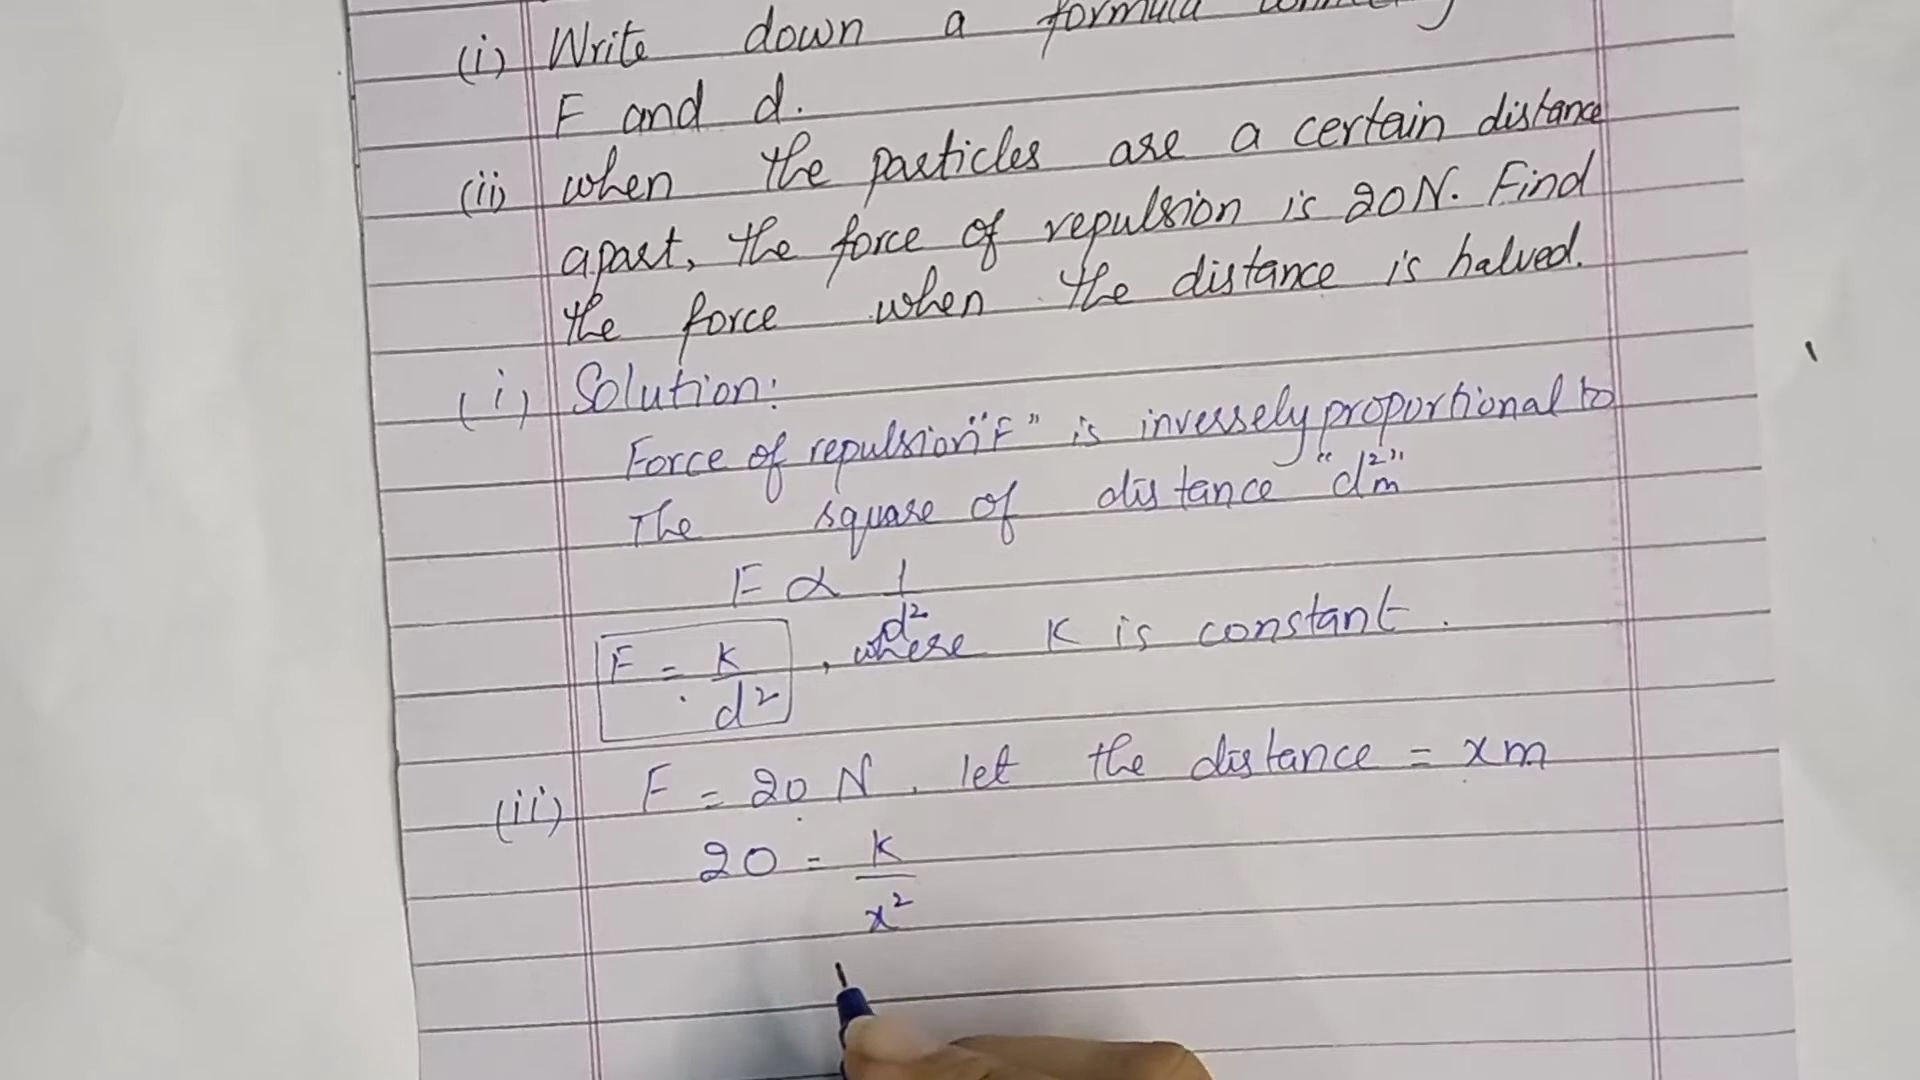 (i) Write down a formula
F and d.
(ii) when the particles are a certain distance
apart, the force of repulsion is 20N. Find
the force when the distance is halved.
(i) Solution:
Force of repulsion "F" is inversely proportional to
The square of distance "d²m"
F ∝ 1
d²
F = k , where K is constant.
d²
(ii) F = 20 N. let the distance = x m
20 = k
x²